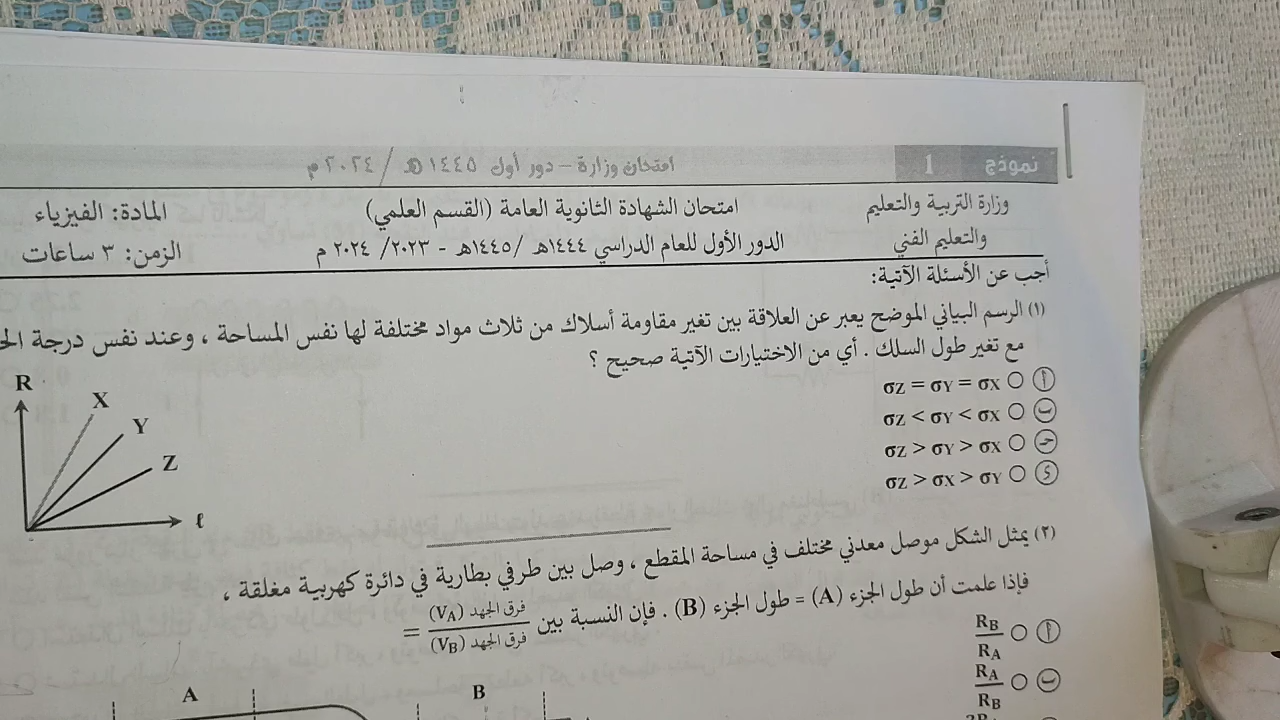 نموذج 1 امتحان وزارة – دور أول ١٤٤٥ هـ / ٢٠٢٤ م
وزارة التربية والتعليم امتحان الشهادة الثانوية العامة (القسم العلمي) المادة: الفيزياء
والتعليم الفني الدور الأول للعام الدراسي ١٤٤٤هـ /١٤٤٥هـ - ٢٠٢٣/ ٢٠٢٤ م الزمن: ٣ ساعات
أجب عن الأسئلة الآتية:
(١) الرسم البياني الموضح يعبر عن العلاقة بين تغير مقاومة أسلاك من ثلاث مواد مختلفة لها نفس المساحة ، وعند نفس درجة
مع تغير طول السلك . أي من الاختيارات الآتية صحيح ؟
أ σZ = σY = σX
ب σZ < σY < σX
جـ σZ > σY > σX
د σZ > σX > σY
R
X
Y
Z
ℓ
(٢) يمثل الشكل موصل معدني مختلف في مساحة المقطع ، وصل بين طرفي بطارية في دائرة كهربية مغلقة ،
فإذا علمت أن طول الجزء (A) = طول الجزء (B) . فإن النسبة بين فرق الجهد (VA) / فرق الجهد (VB) =
أ RB / RA
ب RA / RB
A
B